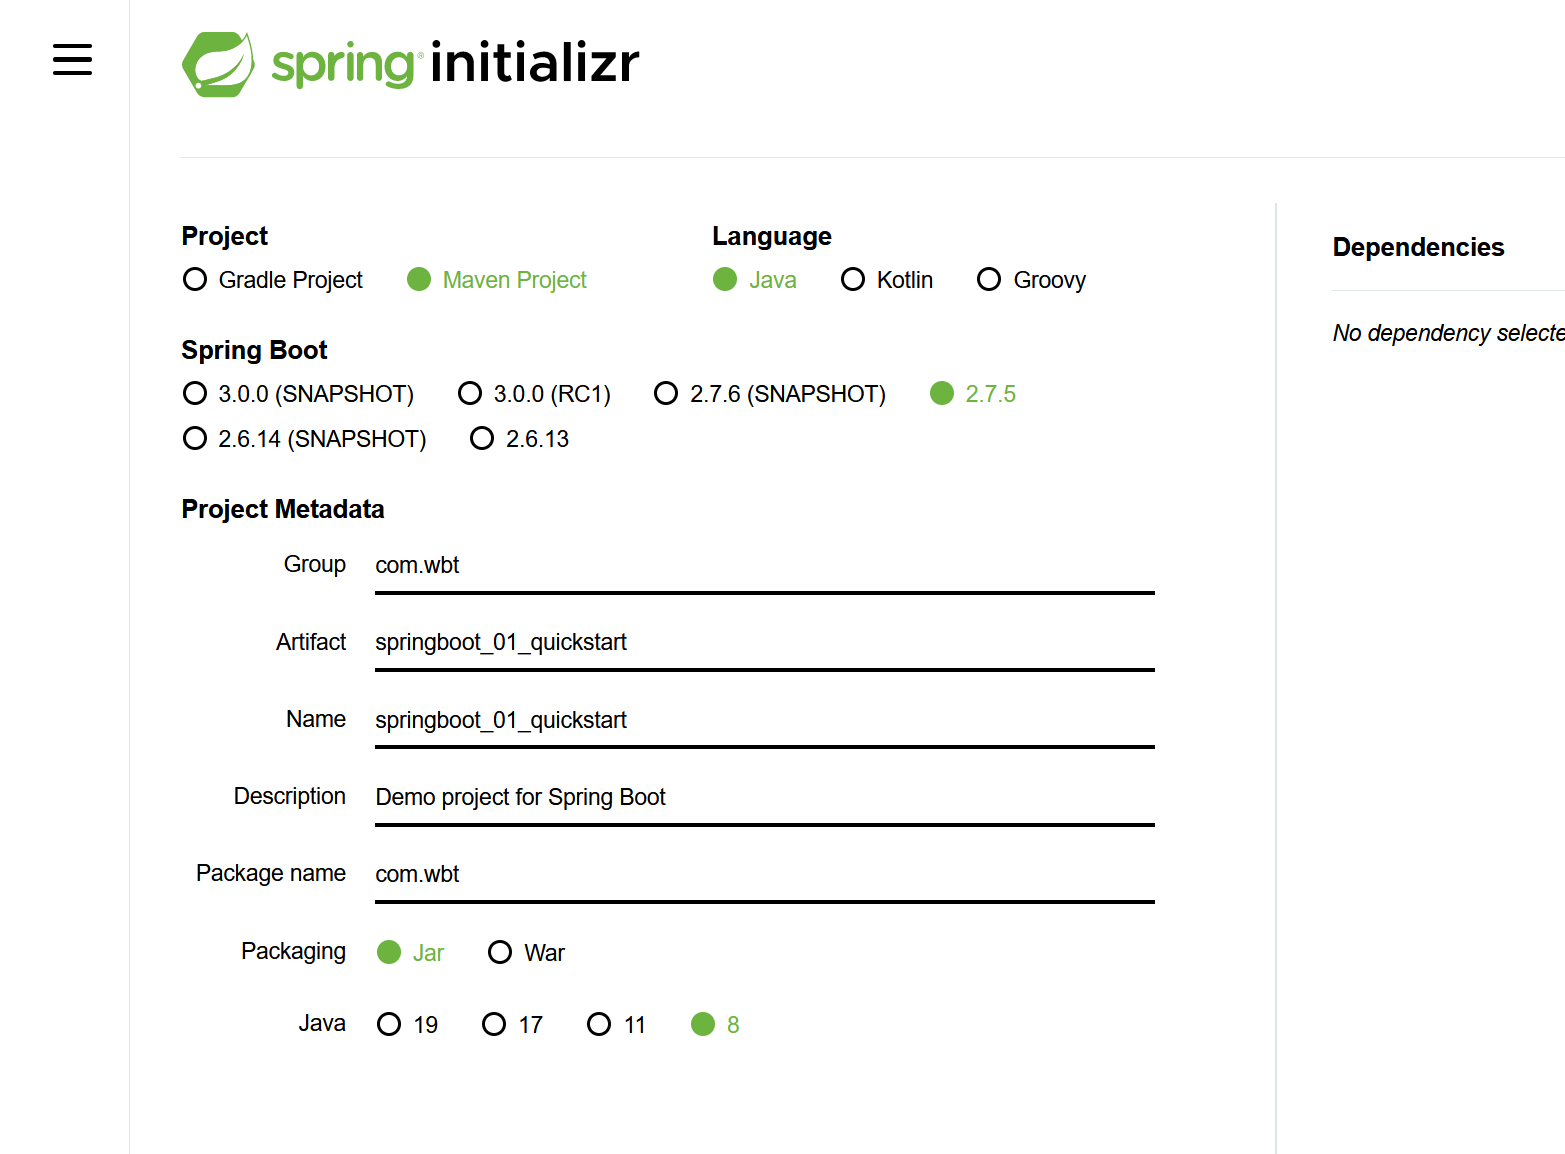 spring initializr
Project
Gradle Project Maven Project
Language
Java Kotlin Groovy
Spring Boot
3.0.0 (SNAPSHOT) 3.0.0 (RC1) 2.7.6 (SNAPSHOT) 2.7.5
2.6.14 (SNAPSHOT) 2.6.13
Project Metadata
Group com.wbt
Artifact springboot_01_quickstart
Name springboot_01_quickstart
Description Demo project for Spring Boot
Package name com.wbt
Packaging Jar War
Java 19 17 11 8
Dependencies
No dependency selecte